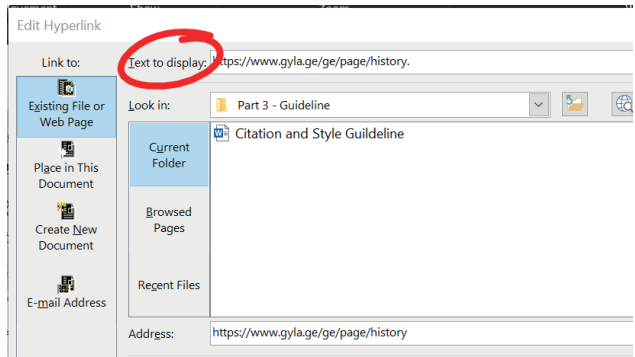 Edit Hyperlink
Link to:
Text to display: https://www.gyla.ge/ge/page/history.
Existing File or
Web Page
Look in: Part 3 - Guideline
Citation and Style Guildeline
Current
Folder
Place in This
Document
Browsed
Pages
Create New
Document
Recent Files
E-mail Address
Address: https://www.gyla.ge/ge/page/history